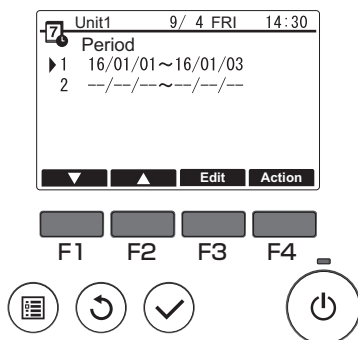 7 Unit1 9/ 4 FRI 14:30
Period
▶1 16/01/01~16/01/03
2 --/--/--~--/--/--
▼ ▲ Edit Action
F1 F2 F3 F4